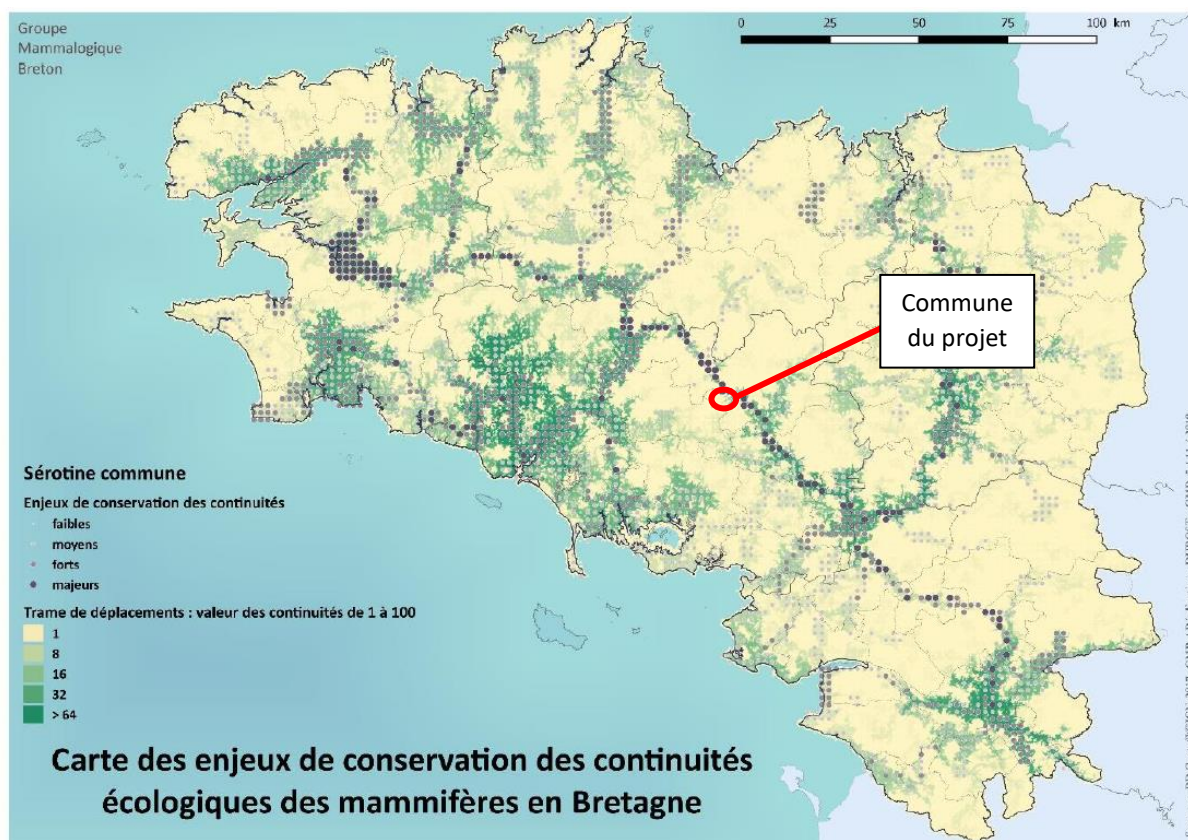 Groupe
Mammalogique
Breton
0 25 50 75 100 km
Commune
du projet
Sérotine commune
Enjeux de conservation des continuités
faibles
moyens
forts
majeurs
Trame de déplacements : valeur des continuités de 1 à 100
1
8
16
32
> 64
Carte des enjeux de conservation des continuités
écologiques des mammifères en Bretagne